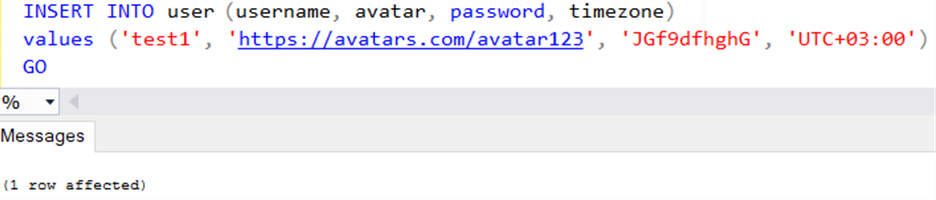 INSERT INTO user (username, avatar, password, timezone)
values ('test1', 'https://avatars.com/avatar123', 'JGf9dfhghG', 'UTC+03:00')
GO
%
Messages
(1 row affected)